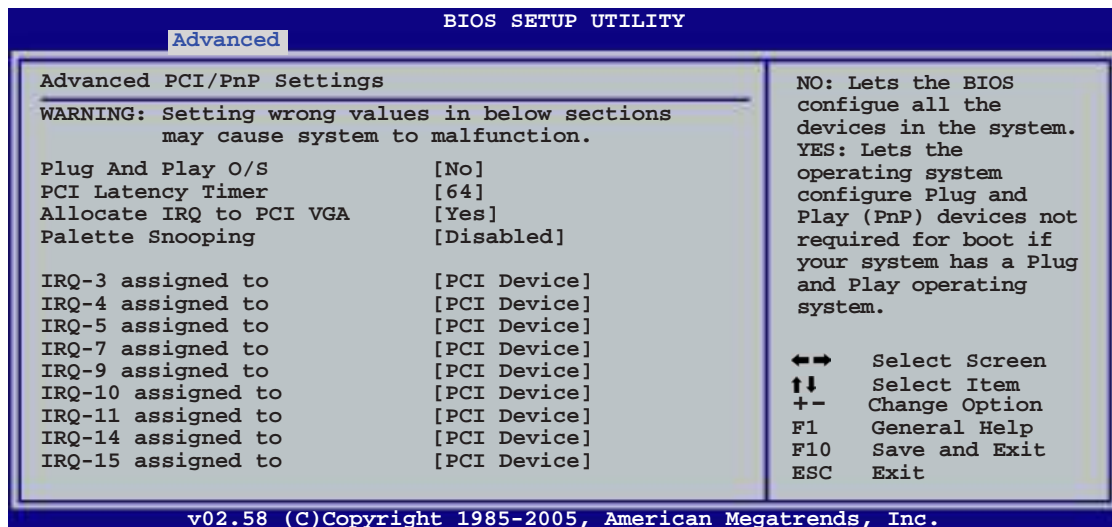 BIOS SETUP UTILITY
Advanced
Advanced PCI/PnP Settings
WARNING: Setting wrong values in below sections
may cause system to malfunction.
Plug And Play O/S [No]
PCI Latency Timer [64]
Allocate IRQ to PCI VGA [Yes]
Palette Snooping [Disabled]
IRQ-3 assigned to [PCI Device]
IRQ-4 assigned to [PCI Device]
IRQ-5 assigned to [PCI Device]
IRQ-7 assigned to [PCI Device]
IRQ-9 assigned to [PCI Device]
IRQ-10 assigned to [PCI Device]
IRQ-11 assigned to [PCI Device]
IRQ-14 assigned to [PCI Device]
IRQ-15 assigned to [PCI Device]
NO: Lets the BIOS
configue all the
devices in the system.
YES: Lets the
operating system
configure Plug and
Play (PnP) devices not
required for boot if
your system has a Plug
and Play operating
system.
←→ Select Screen
↑↓ Select Item
+- Change Option
F1 General Help
F10 Save and Exit
ESC Exit
v02.58 (C)Copyright 1985-2005, American Megatrends, Inc.